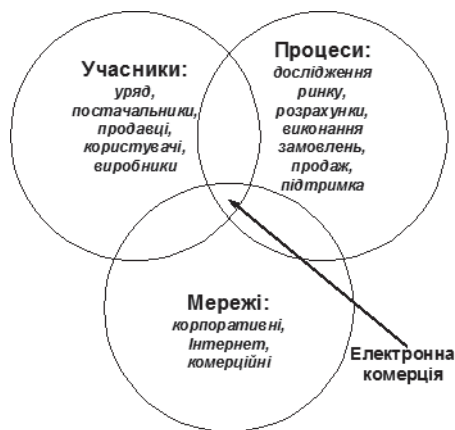 Учасники:
уряд,
постачальники,
продавці,
користувачі,
виробники
Процеси:
дослідження
ринку,
розрахунки,
виконання
замовлень,
продаж,
підтримка
Мережі:
корпоративні,
Інтернет,
комерційні
Електронна
комерція